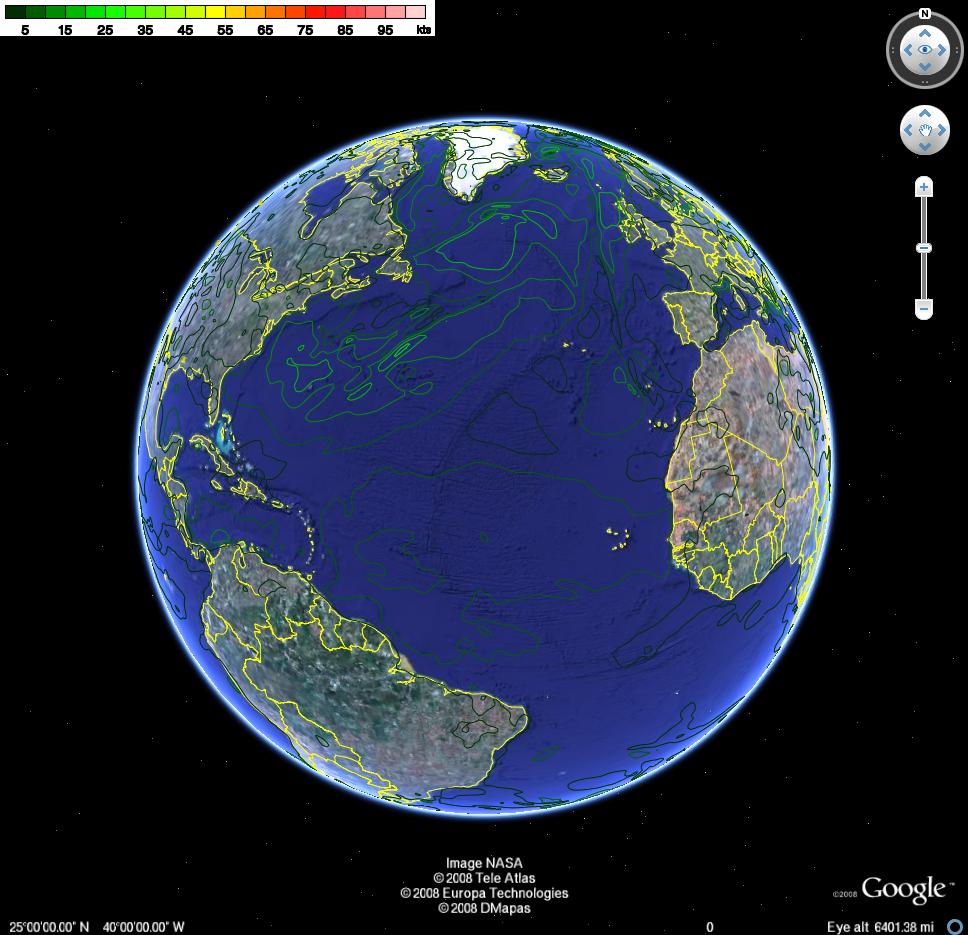 5 15 25 35 45 55 65 75 85 95 kts
N
Image NASA
© 2008 Tele Atlas
© 2008 Europa Technologies
© 2008 DMapas
©2008 Google™
25°00'00.00" N 40°00'00.00" W 0 Eye alt 6401.38 mi